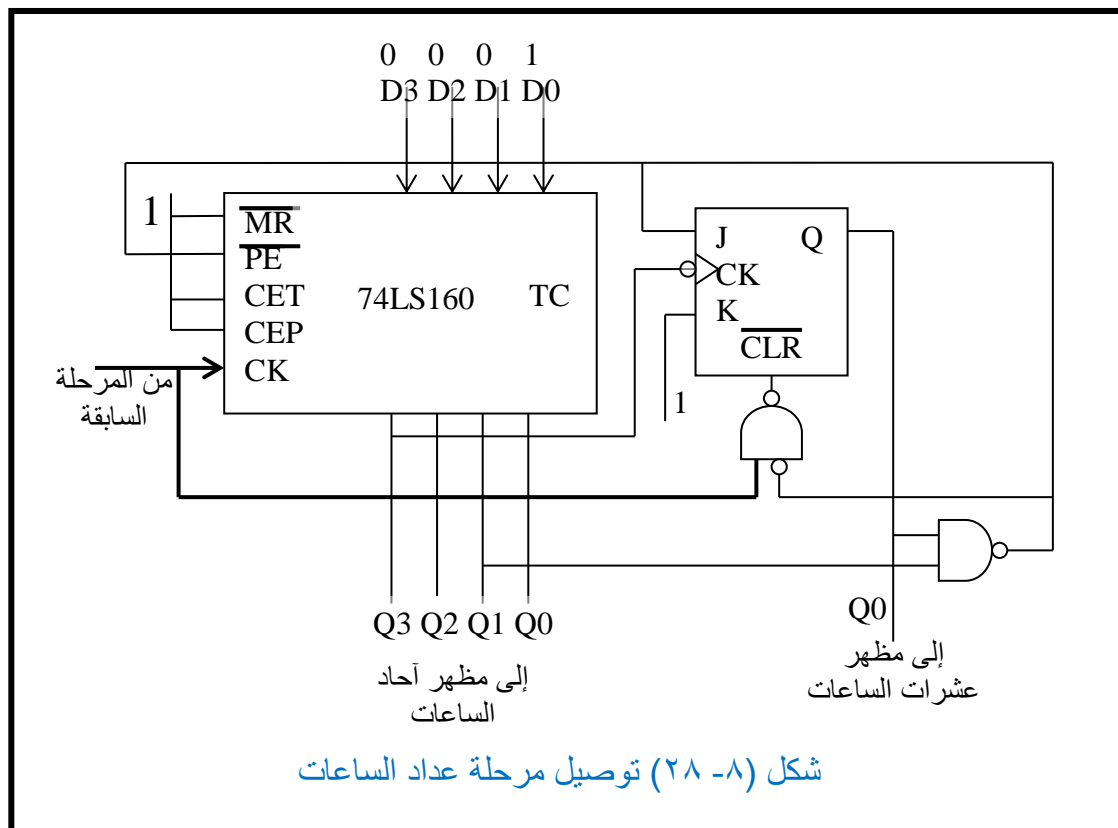 0 0 0 1
D3 D2 D1 D0
1
MR
PE
CET
CEP
CK
74LS160
TC
J
Q
CK
K
CLR
1
من المرحلة
السابقة
Q3 Q2 Q1 Q0
Q0
إلى مظهر آحاد
الساعات
إلى مظهر
عشرات الساعات
شكل (٨- ٢٨) توصيل مرحلة عداد الساعات